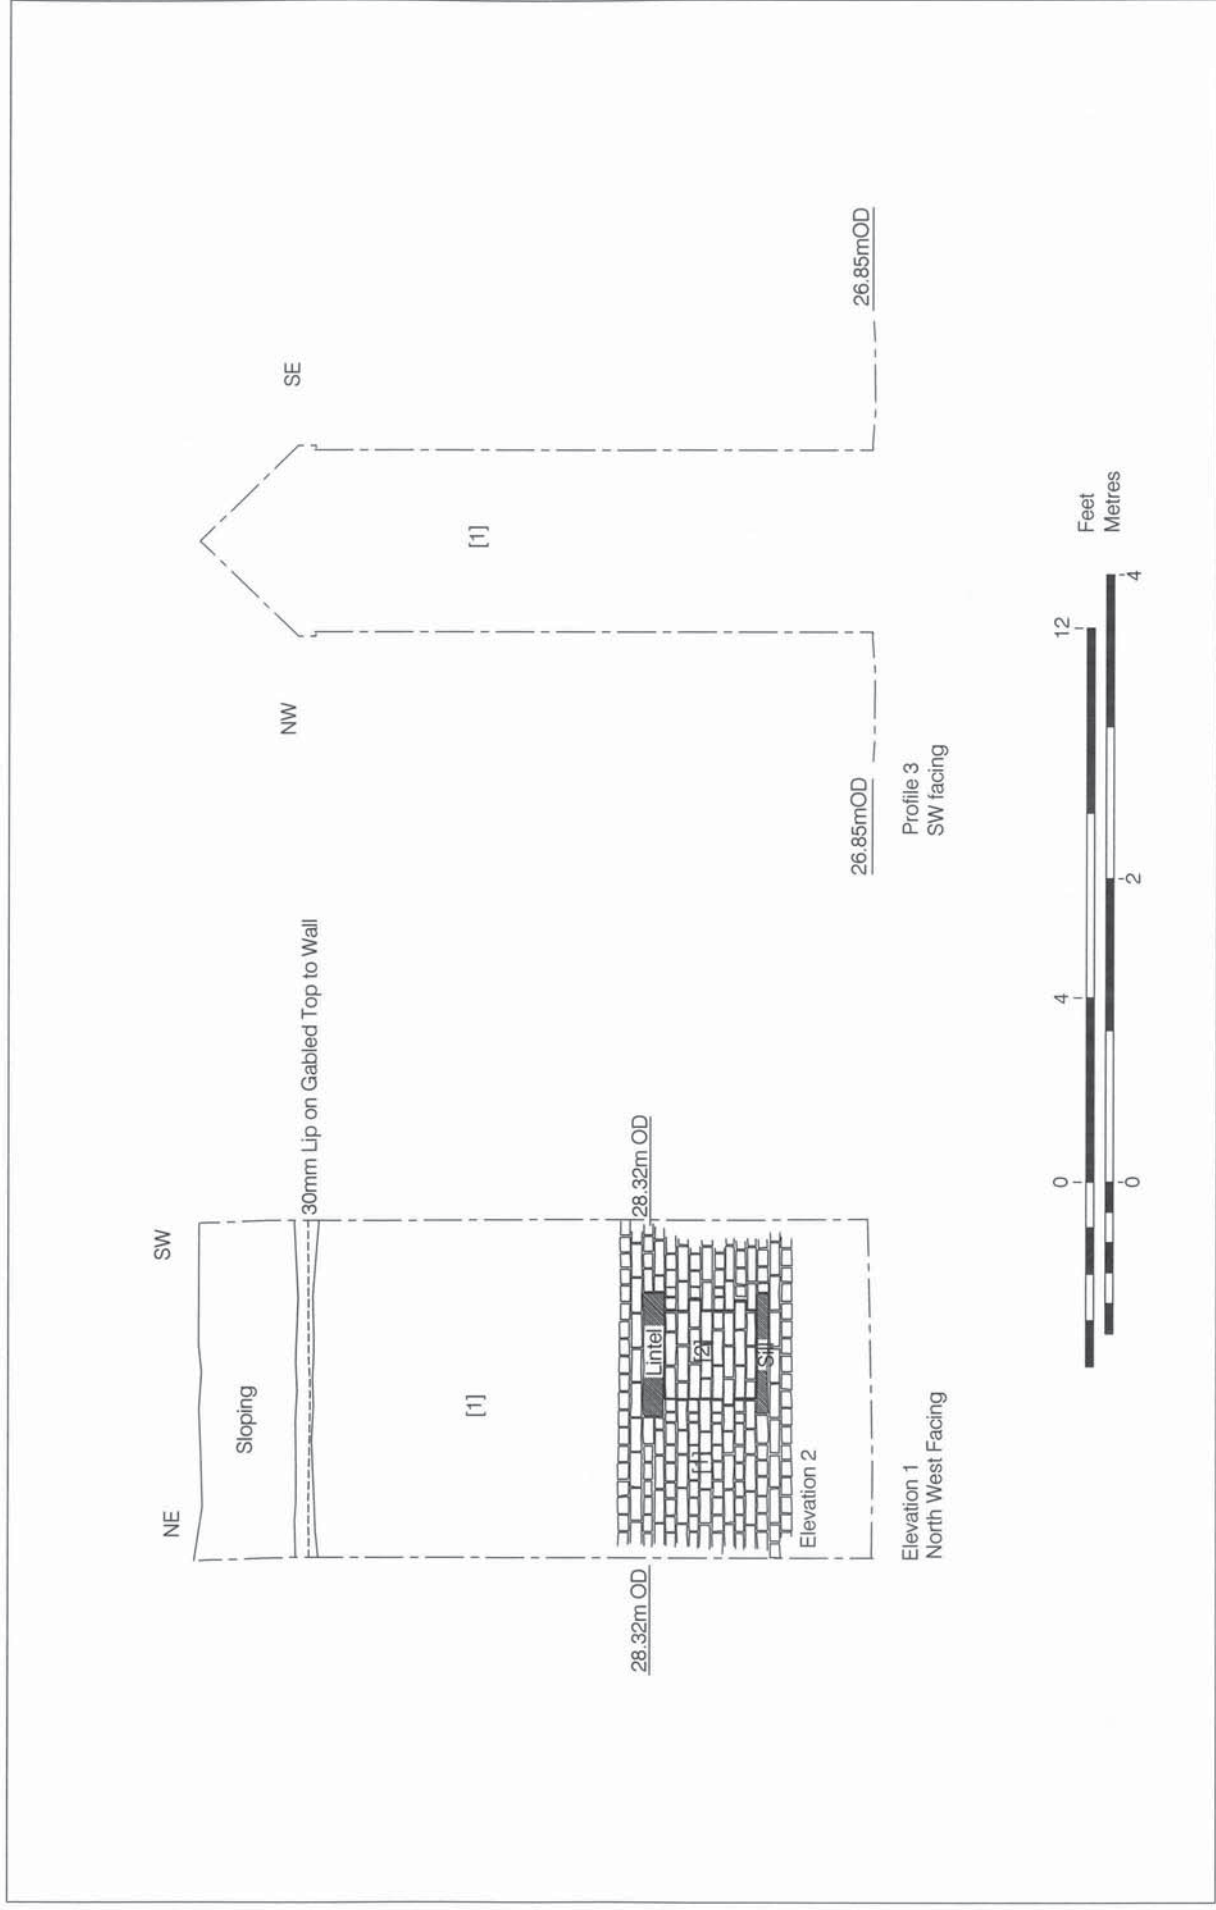 NE
SW
Sloping
30mm Lip on Gabled Top to Wall
[1]
28.32m OD
28.32m OD
Lintel
[2]
[1]
Sill
Elevation 2
Elevation 1
North West Facing
NW
SE
[1]
26.85mOD
26.85mOD
Profile 3
SW facing
0
4
12
Feet
Metres
0
2
4